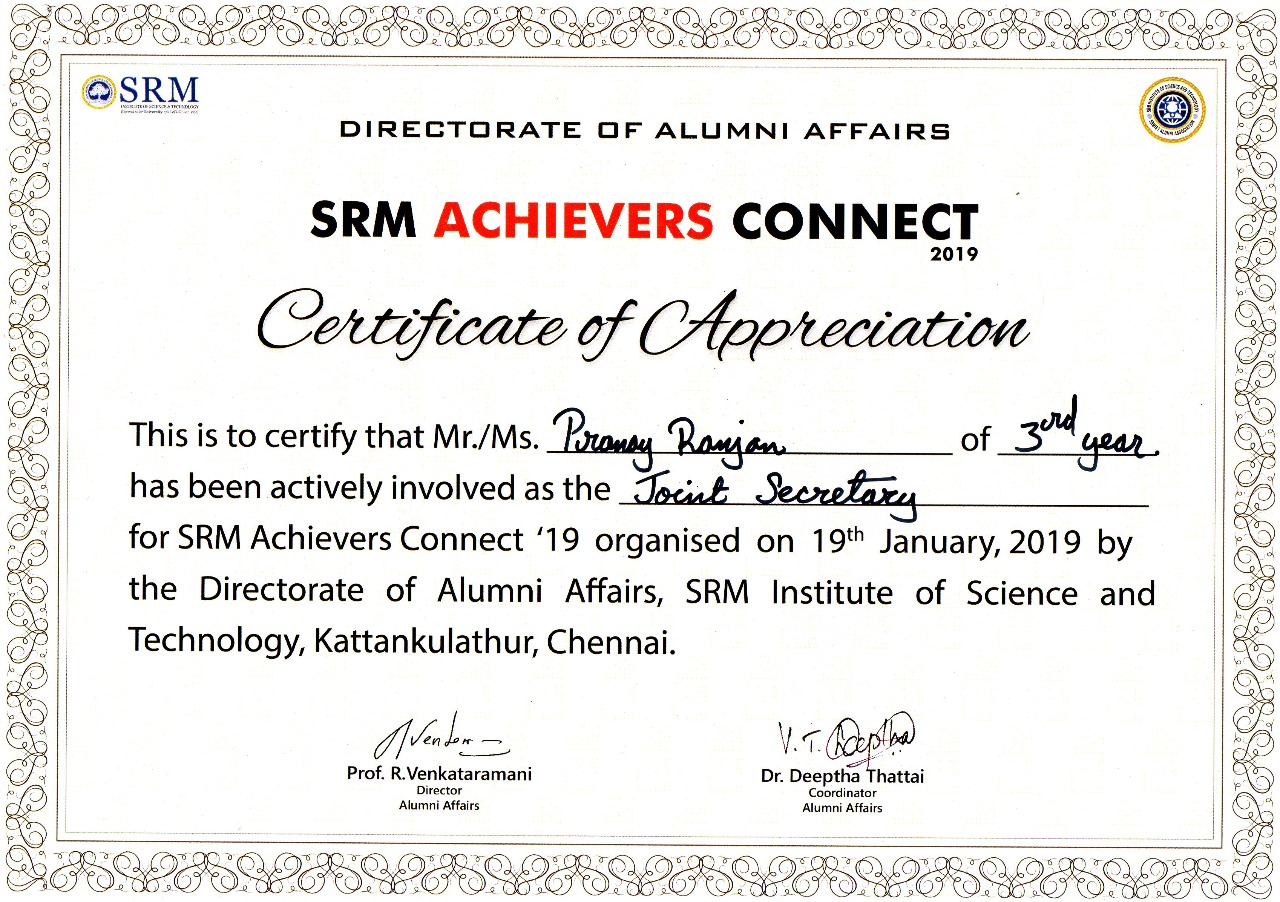 SRM
INSTITUTE OF SCIENCE & TECHNOLOGY
DIRECTORATE OF ALUMNI AFFAIRS
SRM ACHIEVERS CONNECT
2019
Certificate of Appreciation
This is to certify that Mr./Ms. Pranay Ranjan of 3rd year.
has been actively involved as the Joint Secretary
for SRM Achievers Connect ‘19 organised on 19th January, 2019 by
the Directorate of Alumni Affairs, SRM Institute of Science and
Technology, Kattankulathur, Chennai.
V. T. Deeptha
Prof. R.Venkataramani
Director
Alumni Affairs
Dr. Deeptha Thattai
Coordinator
Alumni Affairs